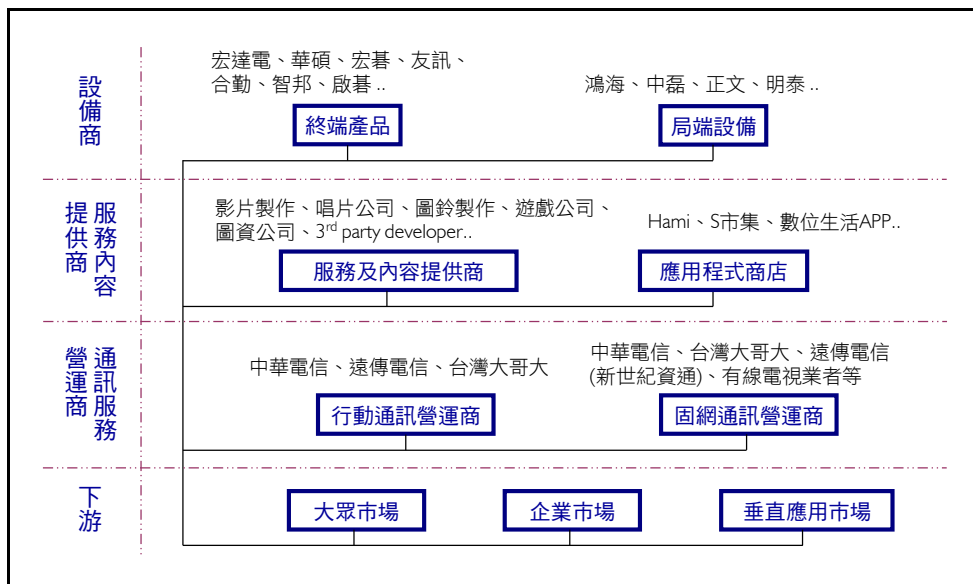 設備商
宏達電、華碩、宏碁、友訊、
合勤、智邦、啟碁 ..
終端產品
鴻海、中磊、正文、明泰 ..
局端設備
服務內容
提供商
影片製作、唱片公司、圖鈴製作、遊戲公司、
圖資公司、3rd party developer..
服務及內容提供商
Hami、S市集、數位生活APP..
應用程式商店
通訊服務
營運商
中華電信、遠傳電信、台灣大哥大
行動通訊營運商
中華電信、台灣大哥大、遠傳電信
(新世紀資通)、有線電視業者等
固網通訊營運商
下游
大眾市場
企業市場
垂直應用市場